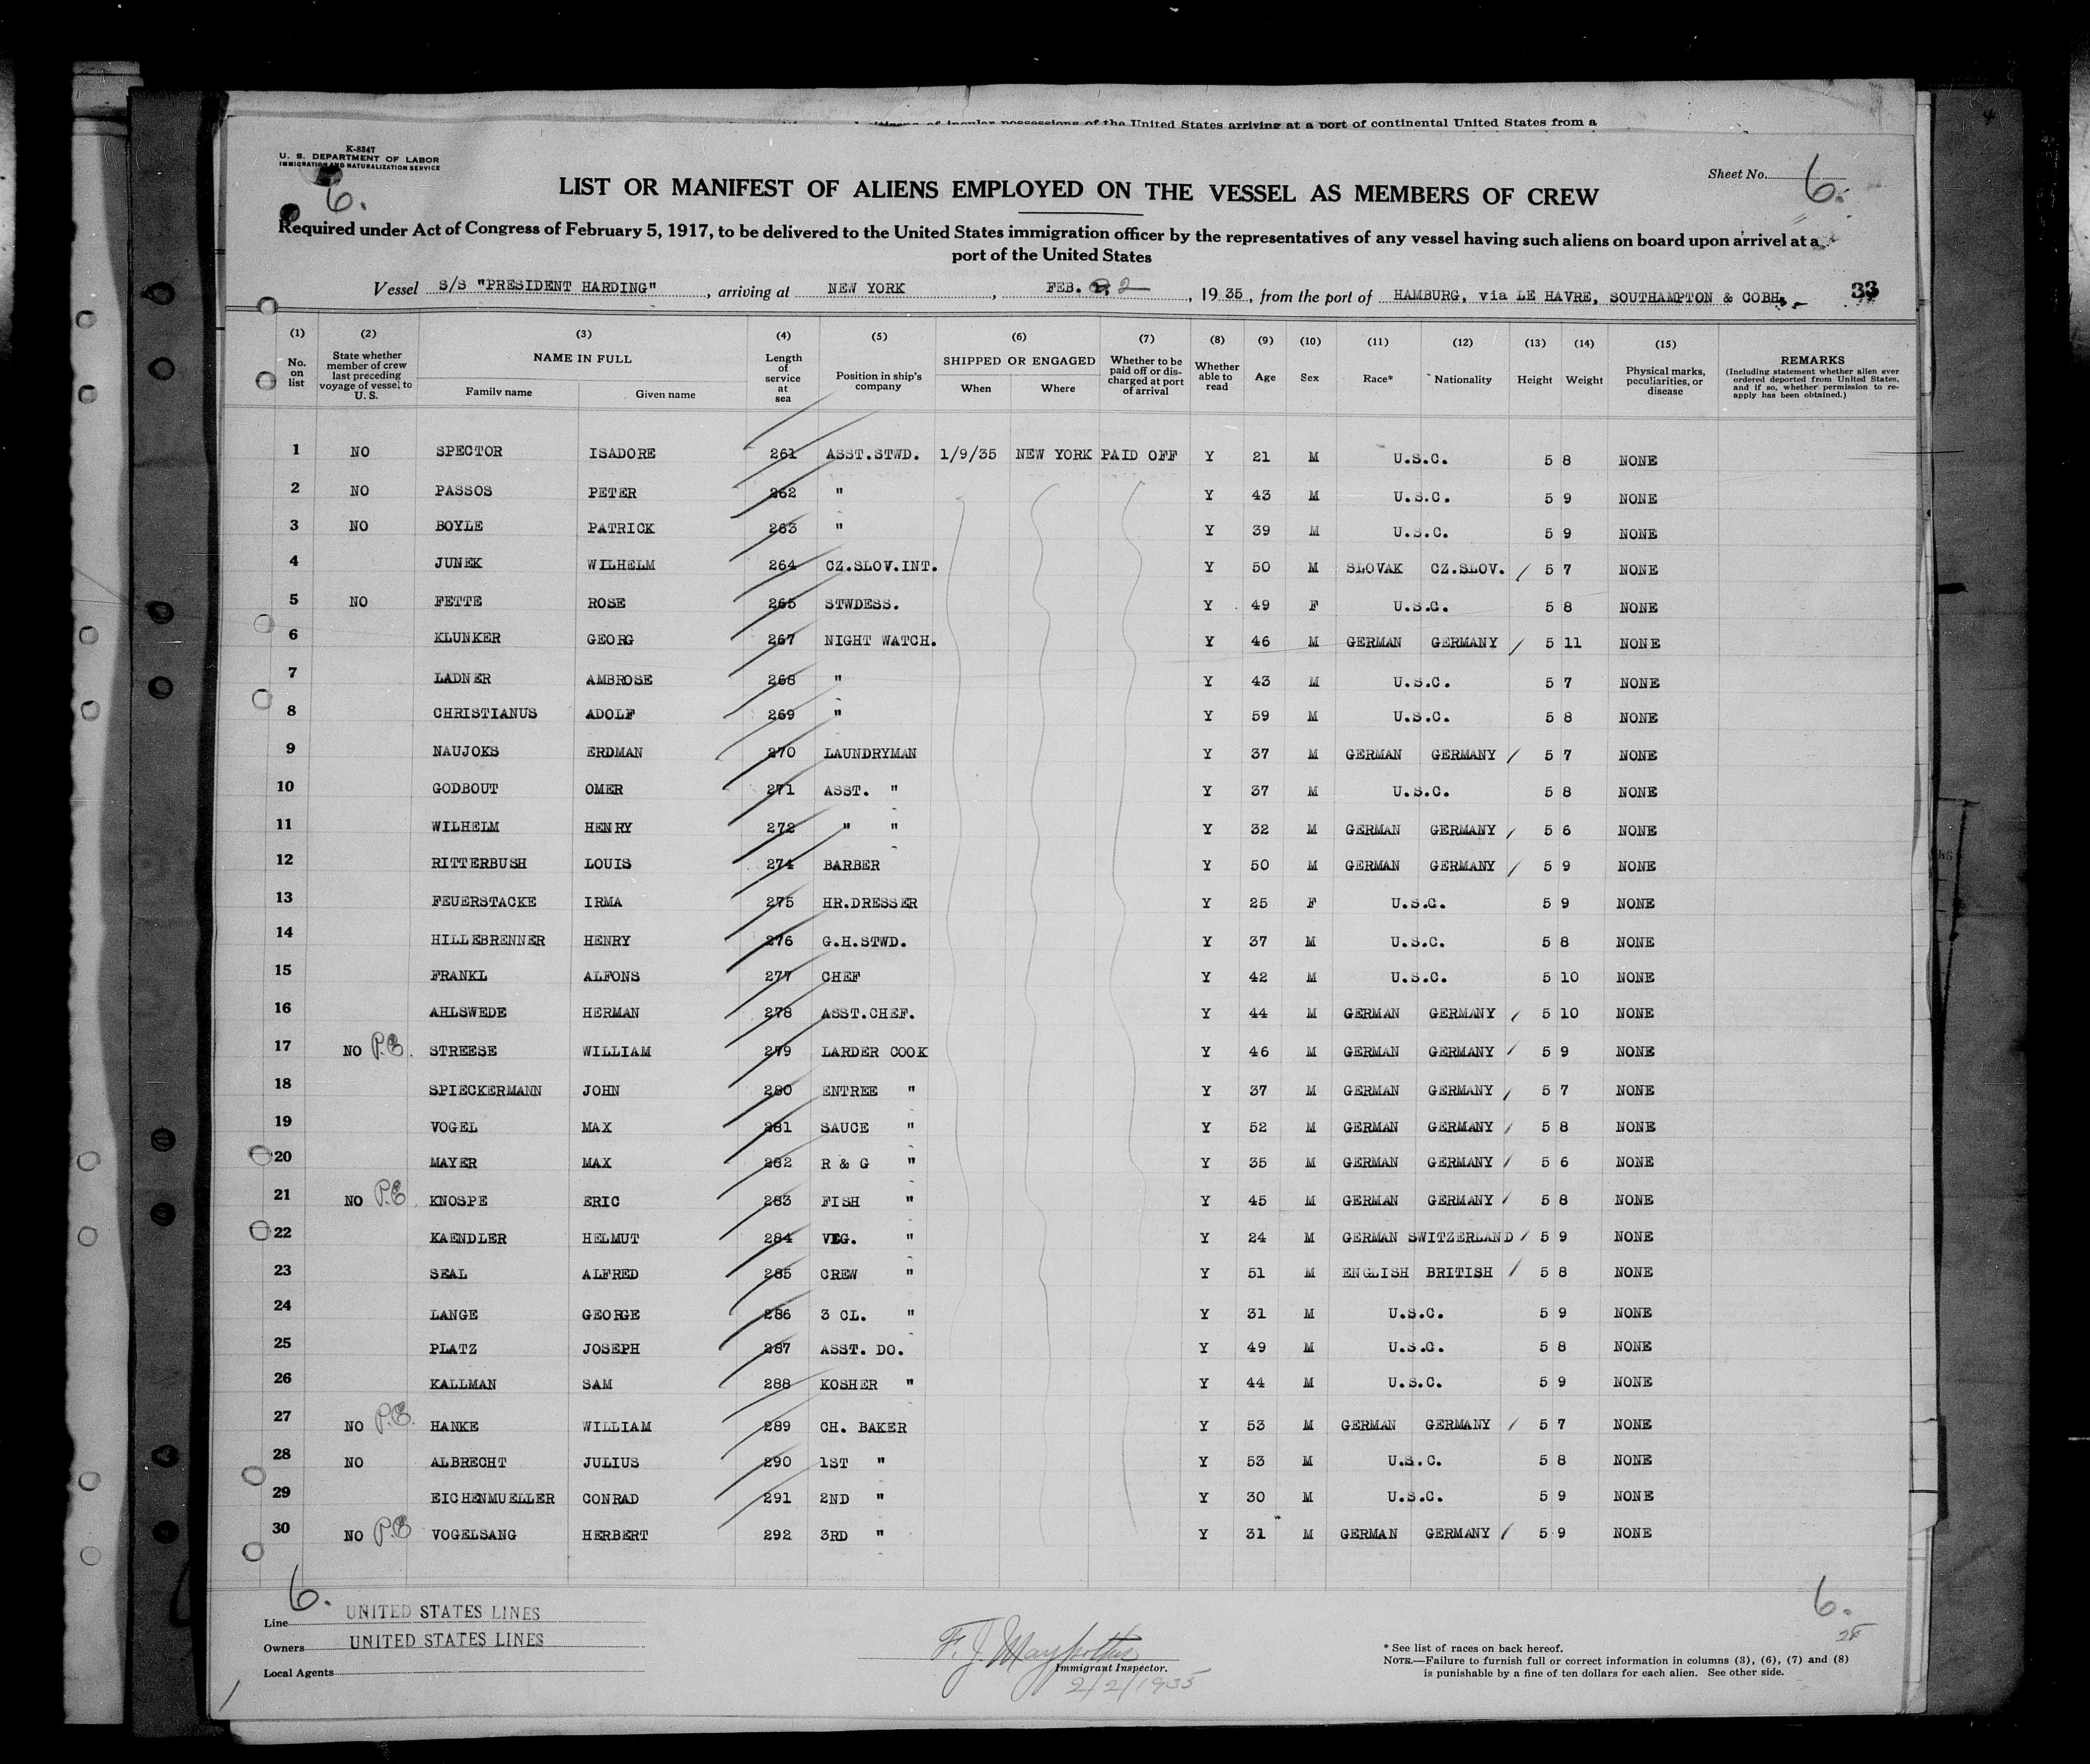 insular possessions of the United States arriving at a port of continental United States from a
K-8347
U. S. DEPARTMENT OF LABOR
IMMIGRATION AND NATURALIZATION SERVICE
Sheet No. 6.
6.
LIST OR MANIFEST OF ALIENS EMPLOYED ON THE VESSEL AS MEMBERS OF CREW
Required under Act of Congress of February 5, 1917, to be delivered to the United States immigration officer by the representatives of any vessel having such aliens on board upon arrival at a
port of the United States
Vessel S/S "PRESIDENT HARDING", arriving at NEW YORK, FEB. 2, 1935, from the port of HAMBURG, via LE HAVRE, SOUTHAMPTON & COBH. 33
(1) (2) (3) (4) (5) (6) (7) (8) (9) (10) (11) (12) (13) (14) (15)
No. on list State whether member of crew last preceding voyage of vessel to U. S. NAME IN FULL Family name Given name Length of service at sea Position in ship's company SHIPPED OR ENGAGED When Where Whether to be paid off or discharged at port of arrival Whether able to read Age Sex Race* Nationality Height Weight Physical marks, peculiarities, or disease REMARKS (Including statement whether alien ever ordered deported from United States, and if so, whether permission to reapply has been obtained.)
1 NO SPECTOR ISADORE 261 ASST.STWD. 1/9/35 NEW YORK PAID OFF Y 21 M U.S.C. 5 8 NONE
2 NO PASSOS PETER 262 " Y 43 M U.S.C. 5 9 NONE
3 NO BOYLE PATRICK 263 " Y 39 M U.S.C. 5 9 NONE
4 JUNEK WILHELM 264 CZ.SLOV.INT. Y 50 M SLOVAK CZ.SLOV. / 5 7 NONE
5 NO FETTE ROSE 265 STWDESS. Y 49 F U.S.C. 5 8 NONE
6 KLUNKER GEORG 267 NIGHT WATCH. Y 46 M GERMAN GERMANY / 5 11 NONE
7 LADNER AMBROSE 268 " Y 43 M U.S.C. 5 7 NONE
8 CHRISTIANUS ADOLF 269 " Y 59 M U.S.C. 5 8 NONE
9 NAUJOKS ERDMAN 270 LAUNDRYMAN Y 37 M GERMAN GERMANY / 5 7 NONE
10 GODBOUT OMER 271 ASST. " Y 37 M U.S.C. 5 8 NONE
11 WILHELM HENRY 272 " " Y 32 M GERMAN GERMANY / 5 6 NONE
12 RITTERBUSH LOUIS 274 BARBER Y 50 M GERMAN GERMANY / 5 9 NONE
13 FEUERSTACKE IRMA 275 HR.DRESSER Y 25 F U.S.C. 5 9 NONE
14 HILLEBRENNER HENRY 276 G.H.STWD. Y 37 M U.S.C. 5 8 NONE
15 FRANKL ALFONS 277 CHEF Y 42 M U.S.C. 5 10 NONE
16 AHLSWEDE HERMAN 278 ASST.CHEF. Y 44 M GERMAN GERMANY / 5 10 NONE
17 NO P.E. STREESE WILLIAM 279 LARDER COOK Y 46 M GERMAN GERMANY / 5 9 NONE
18 SPIECKERMANN JOHN 280 ENTREE " Y 37 M GERMAN GERMANY / 5 7 NONE
19 VOGEL MAX 281 SAUCE " Y 52 M GERMAN GERMANY / 5 8 NONE
20 MAYER MAX 282 R & G " Y 35 M GERMAN GERMANY / 5 6 NONE
21 NO P.E. KNOSPE ERIC 283 FISH " Y 45 M GERMAN GERMANY / 5 8 NONE
22 KAENDLER HELMUT 284 VEG. " Y 24 M GERMAN SWITZERLAND / 5 9 NONE
23 SEAL ALFRED 285 CREW " Y 51 M ENGLISH BRITISH / 5 8 NONE
24 LANGE GEORGE 286 3 CL. " Y 31 M U.S.C. 5 9 NONE
25 PLATZ JOSEPH 287 ASST. DO. Y 49 M U.S.C. 5 8 NONE
26 KALLMAN SAM 288 KOSHER " Y 44 M U.S.C. 5 9 NONE
27 NO P.E. HANKE WILLIAM 289 CH. BAKER Y 53 M GERMAN GERMANY / 5 7 NONE
28 NO ALBRECHT JULIUS 290 1ST " Y 53 M U.S.C. 5 8 NONE
29 EICHENMUELLER CONRAD 291 2ND " Y 30 M U.S.C. 5 9 NONE
30 NO P.E. VOGELSANG HERBERT 292 3RD " Y 31 M GERMAN GERMANY / 5 9 NONE
6. 6.
Line UNITED STATES LINES
Owners UNITED STATES LINES
Local Agents
F. J.
Immigrant Inspector.
2/2/1935
* See list of races on back hereof.
NOTE.—Failure to furnish full or correct information in columns (3), (6), (7) and (8)
is punishable by a fine of ten dollars for each alien. See other side.